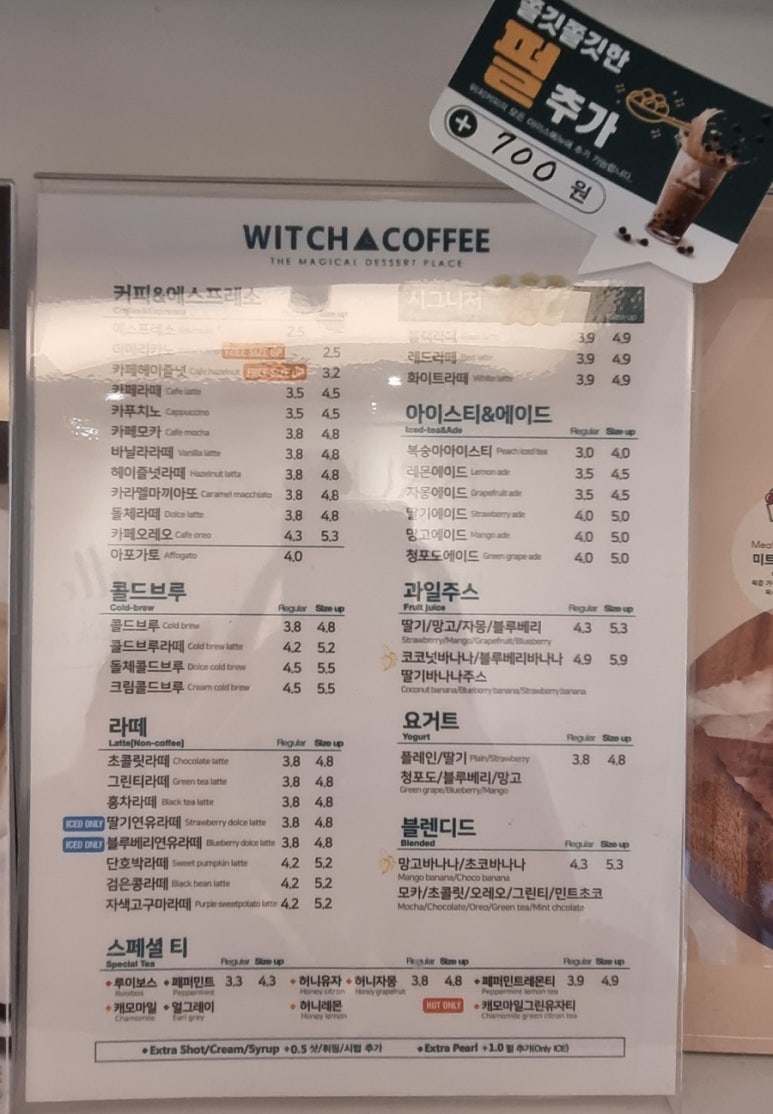 쫄깃쫄깃한
펄 추가
위치커피의 모든 아이스메뉴에 추가 가능합니다.
+ 700 원
WITCH COFFEE
THE MAGICAL DESSERT PLACE
커피&에스프레소
Coffee&Espresso
에스프레소 2.5
아메리카노 FREE SIZE UP 2.5
카페헤이즐넛 Cafe hazelnut FREE SIZE UP 3.2
카페라떼 Cafe latte 3.5 4.5
카푸치노 Cappuccino 3.5 4.5
카페모카 Cafe mocha 3.8 4.8
바닐라라떼 Vanilla latte 3.8 4.8
헤이즐넛라떼 Hazelnut latta 3.8 4.8
카라멜마끼아또 Caramel macchiato 3.8 4.8
돌체라떼 Dolce latte 3.8 4.8
카페오레오 Cafe oreo 4.3 5.3
아포가토 Affogato 4.0
콜드브루
Cold-brew Regular Size up
콜드브루 Cold brew 3.8 4.8
콜드브루라떼 Cold brew latte 4.2 5.2
돌체콜드브루 Dolce cold brew 4.5 5.5
크림콜드브루 Cream cold brew 4.5 5.5
라떼
Latte[Non-coffee] Regular Size up
초콜릿라떼 Chocolate latte 3.8 4.8
그린티라떼 Green tea latte 3.8 4.8
홍차라떼 Black tea latte 3.8 4.8
ICED ONLY 딸기연유라떼 Strawberry dolce latte 3.8 4.8
ICED ONLY 블루베리연유라떼 Blueberry dolce latte 3.8 4.8
단호박라떼 Sweet pumpkin latte 4.2 5.2
검은콩라떼 Black bean latte 4.2 5.2
자색고구마라떼 Purple sweetpotato latte 4.2 5.2
시그니처
블랙라떼 3.9 4.9
레드라떼 Red latte 3.9 4.9
화이트라떼 White latte 3.9 4.9
아이스티&에이드
Iced-tea&Ade Regular Size up
복숭아아이스티 Peach iced tea 3.0 4.0
레몬에이드 Lemon ade 3.5 4.5
자몽에이드 Grapefruit ade 3.5 4.5
딸기에이드 Strawberry ade 4.0 5.0
망고에이드 Mango ade 4.0 5.0
청포도에이드 Green grape ade 4.0 5.0
과일주스
Fruit juice Regular Size up
딸기/망고/자몽/블루베리 4.3 5.3
Strawberry/Mango/Grapefruit/Blueberry
코코넛바나나/블루베리바나나 4.9 5.9
딸기바나나주스
Coconut banana/Blueberry banana/Strawberry banana
요거트
Yogurt Regular Size up
플레인/딸기 Plain/Strawberry 3.8 4.8
청포도/블루베리/망고
Green grape/Blueberry/Mango
블렌디드
Blended Regular Size up
망고바나나/초코바나나 4.3 5.3
Mango banana/Choco banana
모카/초콜릿/오레오/그린티/민트초코
Mocha/Chocolate/Oreo/Green tea/Mint chcolate
스페셜 티
Special Tea Regular Size up Regular Size up Regular Size up
루이보스 페퍼민트 3.3 4.3 허니유자 허니자몽 3.8 4.8 페퍼민트레몬티 3.9 4.9
Rooibos Peppermint Honey citron Honey grapefruit Peppermint lemon tea
캐모마일 얼그레이 허니레몬 HOT ONLY 캐모마일그린유자티
Chamomile Earl gray Honey lemon Chamomile green citron tea
Extra Shot/Cream/Syrup +0.5 샷/휘핑/시럽 추가 Extra Pearl +1.0 펄 추가(Only ICE)